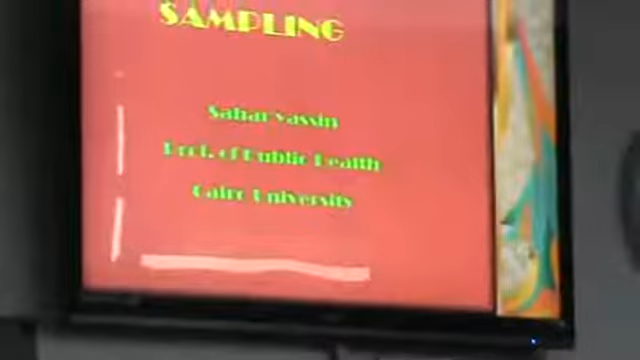 SAMPLING
Sahar Yassin
Prof. of Public Health
Cairo University